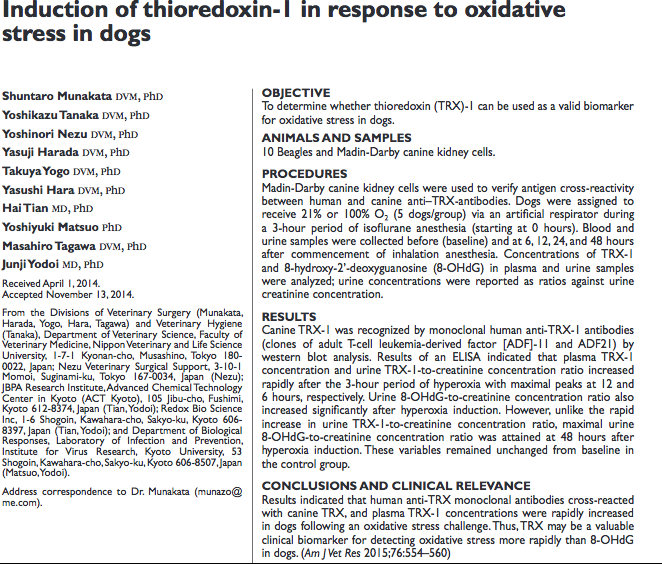 Induction of thioredoxin-1 in response to oxidative
stress in dogs
Shuntaro Munakata DVM, PhD
Yoshikazu Tanaka DVM, PhD
Yoshinori Nezu DVM, PhD
Yasuji Harada DVM, PhD
Takuya Yogo DVM, PhD
Yasushi Hara DVM, PhD
Hai Tian MD, PhD
Yoshiyuki Matsuo PhD
Masahiro Tagawa DVM, PhD
Junji Yodoi MD, PhD
Received April 1, 2014.
Accepted November 13, 2014.
From the Divisions of Veterinary Surgery (Munakata,
Harada, Yogo, Hara, Tagawa) and Veterinary Hygiene
(Tanaka), Department of Veterinary Science, Faculty of
Veterinary Medicine, Nippon Veterinary and Life Science
University, 1-7-1 Kyonan-cho, Musashino, Tokyo 180-
0022, Japan; Nezu Veterinary Surgical Support, 3-10-1
Momoi, Suginami-ku, Tokyo 167-0034, Japan (Nezu);
JBPA Research Institute, Advanced Chemical Technology
Center in Kyoto (ACT Kyoto), 105 Jibu-cho, Fushimi,
Kyoto 612-8374, Japan (Tian, Yodoi); Redox Bio Science
Inc, 1-6 Shogoin, Kawahara-cho, Sakyo-ku, Kyoto 606-
8397, Japan (Tian, Yodoi); and Department of Biological
Responses, Laboratory of Infection and Prevention,
Institute for Virus Research, Kyoto University, 53
Shogoin, Kawahara-cho, Sakyo-ku, Kyoto 606-8507, Japan
(Matsuo, Yodoi).
Address correspondence to Dr. Munakata (munazo@
me.com).
OBJECTIVE
To determine whether thioredoxin (TRX)-1 can be used as a valid biomarker
for oxidative stress in dogs.
ANIMALS AND SAMPLES
10 Beagles and Madin-Darby canine kidney cells.
PROCEDURES
Madin-Darby canine kidney cells were used to verify antigen cross-reactivity
between human and canine anti–TRX-antibodies. Dogs were assigned to
receive 21% or 100% O₂ (5 dogs/group) via an artificial respirator during
a 3-hour period of isoflurane anesthesia (starting at 0 hours). Blood and
urine samples were collected before (baseline) and at 6, 12, 24, and 48 hours
after commencement of inhalation anesthesia. Concentrations of TRX-1
and 8-hydroxy-2'-deoxyguanosine (8-OHdG) in plasma and urine samples
were analyzed; urine concentrations were reported as ratios against urine
creatinine concentration.
RESULTS
Canine TRX-1 was recognized by monoclonal human anti-TRX-1 antibodies
(clones of adult T-cell leukemia-derived factor [ADF]-11 and ADF21) by
western blot analysis. Results of an ELISA indicated that plasma TRX-1
concentration and urine TRX-1-to-creatinine concentration ratio increased
rapidly after the 3-hour period of hyperoxia with maximal peaks at 12 and
6 hours, respectively. Urine 8-OHdG-to-creatinine concentration ratio also
increased significantly after hyperoxia induction. However, unlike the rapid
increase in urine TRX-1-to-creatinine concentration ratio, maximal urine
8-OHdG-to-creatinine concentration ratio was attained at 48 hours after
hyperoxia induction. These variables remained unchanged from baseline in
the control group.
CONCLUSIONS AND CLINICAL RELEVANCE
Results indicated that human anti-TRX monoclonal antibodies cross-reacted
with canine TRX, and plasma TRX-1 concentrations were rapidly increased
in dogs following an oxidative stress challenge. Thus, TRX may be a valuable
clinical biomarker for detecting oxidative stress more rapidly than 8-OHdG
in dogs. (Am J Vet Res 2015;76:554–560)